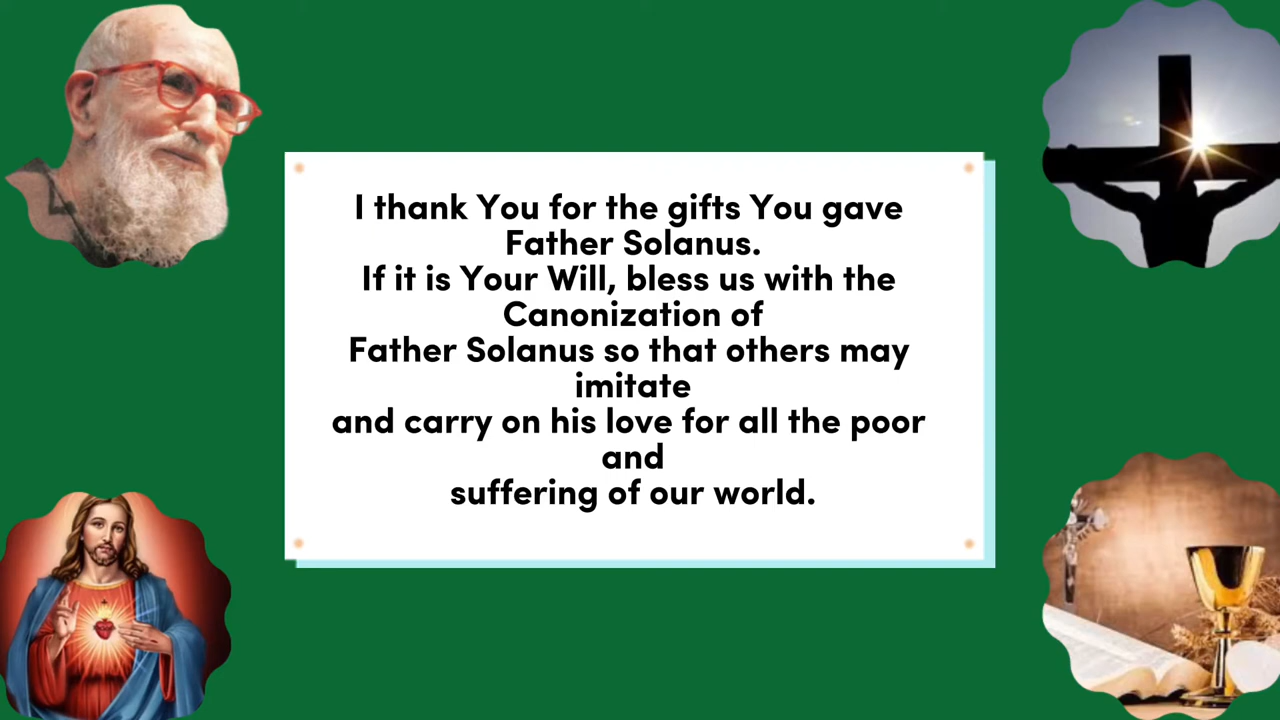 I thank You for the gifts You gave
Father Solanus.
If it is Your Will, bless us with the
Canonization of
Father Solanus so that others may
imitate
and carry on his love for all the poor
and
suffering of our world.